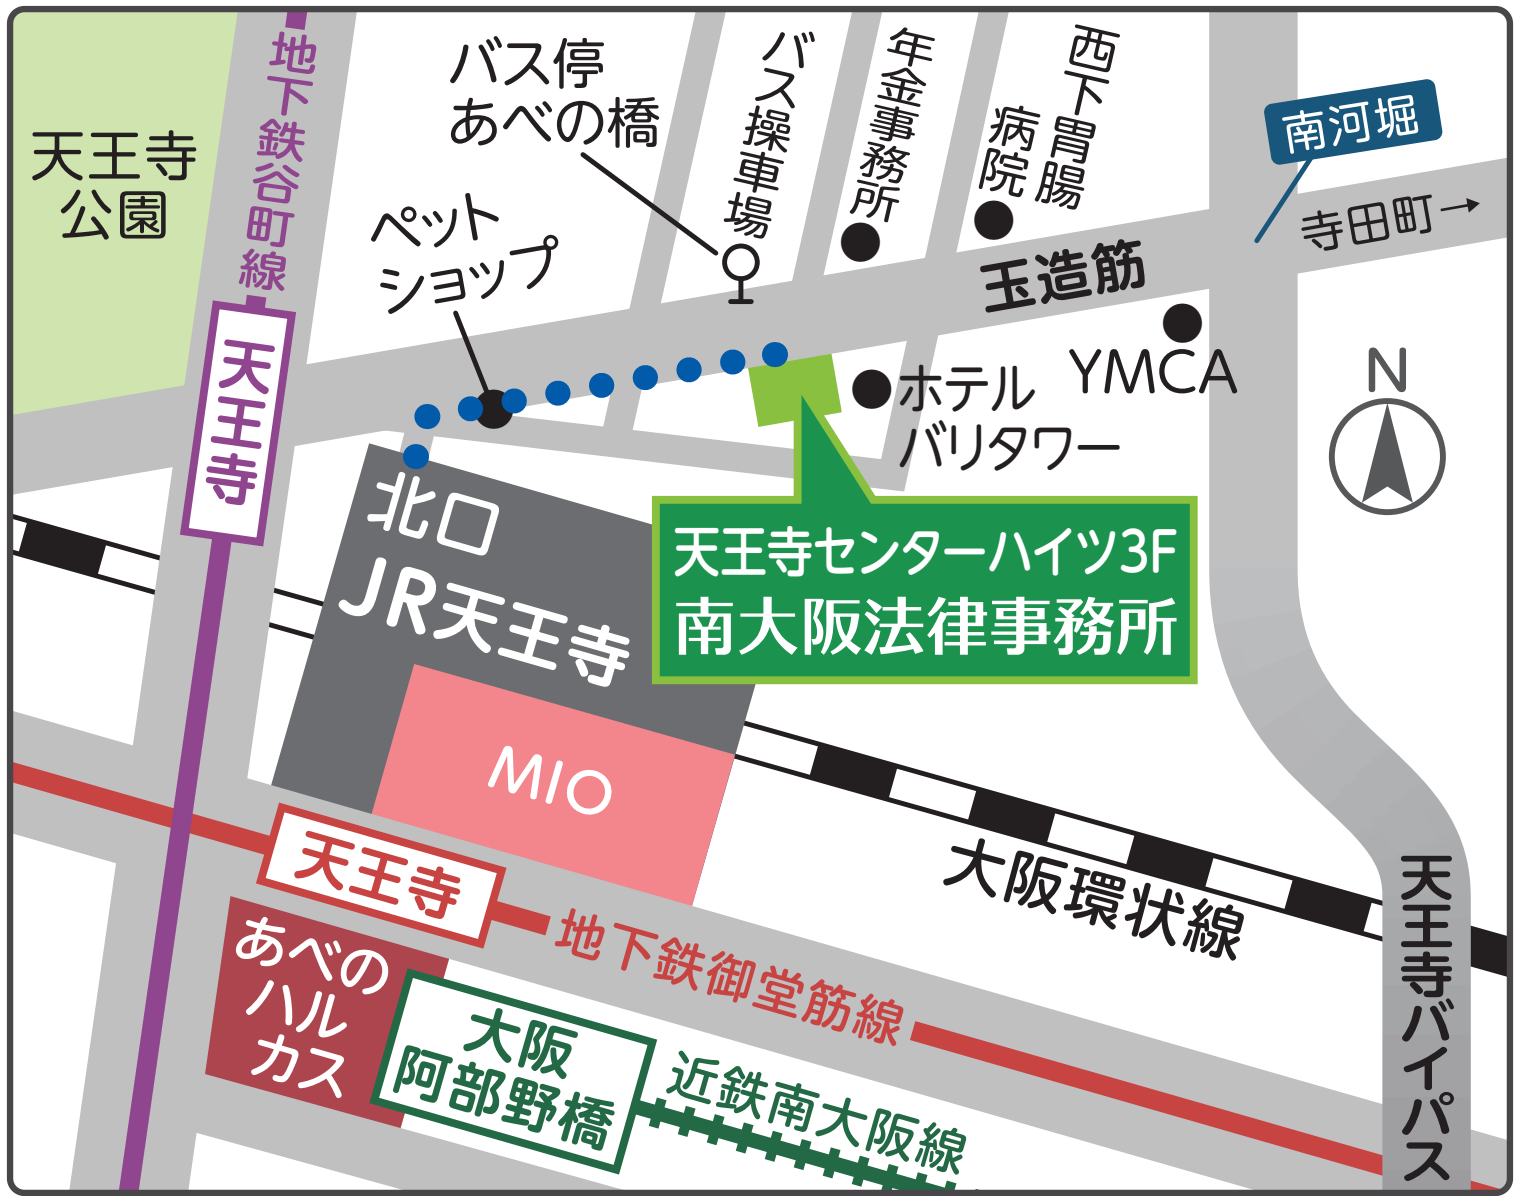 地下鉄谷町線
バス停
あべの橋
バス操車場
年金事務所
西下胃腸
病院
南河堀
天王寺
公園
ペット
ショップ
寺田町→
玉造筋
YMCA
天王寺
ホテル
バリタワー
N
北口
JR天王寺
天王寺センターハイツ3F
南大阪法律事務所
MIO
大阪環状線
天王寺
地下鉄御堂筋線
あべの
ハル
カス
大阪
阿部野橋
近鉄南大阪線
天王寺バイパス